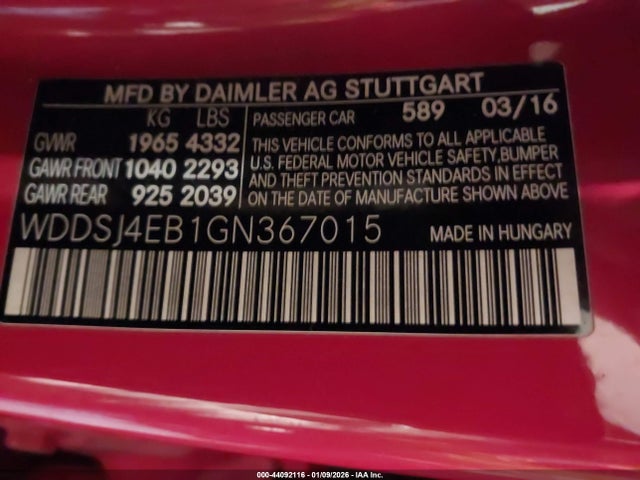 MFD BY DAIMLER AG STUTTGART
KG LBS
GVWR 1965 4332
GAWR FRONT 1040 2293
GAWR REAR 925 2039
PASSENGER CAR 589 03/16
THIS VEHICLE CONFORMS TO ALL APPLICABLE
U.S. FEDERAL MOTOR VEHICLE SAFETY, BUMPER
AND THEFT PREVENTION STANDARDS IN EFFECT
ON THE DATE OF MANUFACTURE SHOWN ABOVE
WDDSJ4EB1GN367015 MADE IN HUNGARY
000-44092116 - 01/09/2026 - IAA Inc.